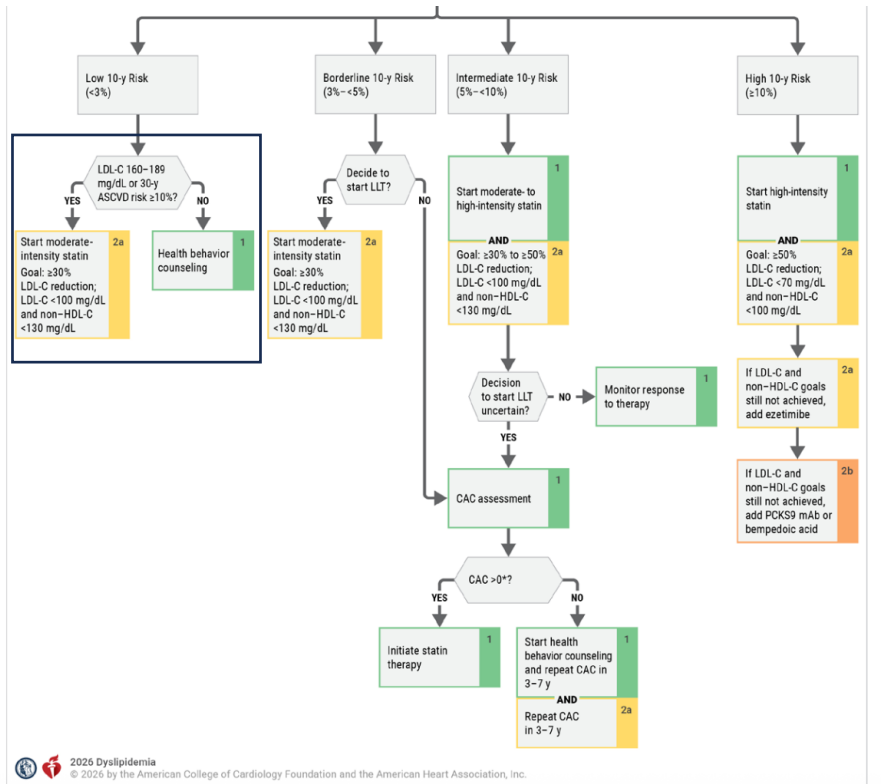 Low 10-y Risk
(<3%)
Borderline 10-y Risk
(3%–<5%)
Intermediate 10-y Risk
(5%–<10%)
High 10-y Risk
(≥10%)
LDL-C 160–189
mg/dL or 30-y
ASCVD risk ≥10%?
YES
NO
Start moderate-
intensity statin
Goal: ≥30%
LDL-C reduction;
LDL-C <100 mg/dL
and non–HDL-C
<130 mg/dL
2a
Health behavior
counseling
1
Decide to
start LLT?
YES
NO
Start moderate-
intensity statin
Goal: ≥30%
LDL-C reduction;
LDL-C <100 mg/dL
and non–HDL-C
<130 mg/dL
2a
Start moderate- to
high-intensity statin
1
AND
Goal: ≥30% to ≥50%
LDL-C reduction;
LDL-C <100 mg/dL
and non–HDL-C
<130 mg/dL
2a
Decision
to start LLT
uncertain?
NO
Monitor response
to therapy
1
YES
CAC assessment
1
CAC >0*?
YES
NO
Initiate statin
therapy
1
Start health
behavior counseling
and repeat CAC in
3–7 y
1
AND
Repeat CAC
in 3–7 y
2a
Start high-intensity
statin
1
AND
Goal: ≥50%
LDL-C reduction;
LDL-C <70 mg/dL
and non–HDL-C
<100 mg/dL
2a
If LDL-C and
non–HDL-C goals
still not achieved,
add ezetimibe
2a
If LDL-C and
non–HDL-C goals
still not achieved,
add PCKS9 mAb or
bempedoic acid
2b
2026 Dyslipidemia
© 2026 by the American College of Cardiology Foundation and the American Heart Association, Inc.